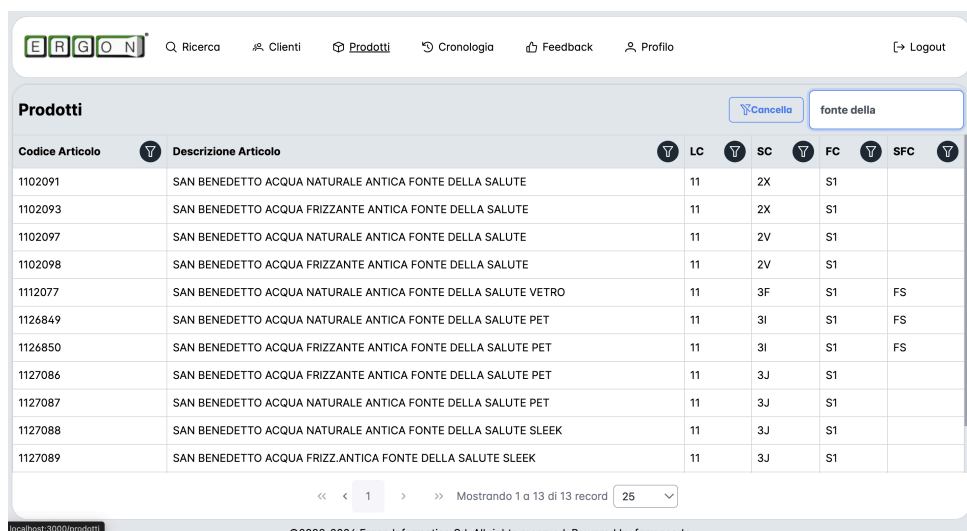 ERGON Ricerca Clienti Prodotti Cronologia Feedback Profilo Logout
Prodotti Cancella fonte della
Codice Articolo Descrizione Articolo LC SC FC SFC
1102091 SAN BENEDETTO ACQUA NATURALE ANTICA FONTE DELLA SALUTE 11 2X S1
1102093 SAN BENEDETTO ACQUA FRIZZANTE ANTICA FONTE DELLA SALUTE 11 2X S1
1102097 SAN BENEDETTO ACQUA NATURALE ANTICA FONTE DELLA SALUTE 11 2V S1
1102098 SAN BENEDETTO ACQUA FRIZZANTE ANTICA FONTE DELLA SALUTE 11 2V S1
1112077 SAN BENEDETTO ACQUA NATURALE ANTICA FONTE DELLA SALUTE VETRO 11 3F S1 FS
1126849 SAN BENEDETTO ACQUA NATURALE ANTICA FONTE DELLA SALUTE PET 11 3I S1 FS
1126850 SAN BENEDETTO ACQUA FRIZZANTE ANTICA FONTE DELLA SALUTE PET 11 3I S1 FS
1127086 SAN BENEDETTO ACQUA FRIZZANTE ANTICA FONTE DELLA SALUTE PET 11 3J S1
1127087 SAN BENEDETTO ACQUA NATURALE ANTICA FONTE DELLA SALUTE PET 11 3J S1
1127088 SAN BENEDETTO ACQUA NATURALE ANTICA FONTE DELLA SALUTE SLEEK 11 3J S1
1127089 SAN BENEDETTO ACQUA FRIZZ.ANTICA FONTE DELLA SALUTE SLEEK 11 3J S1
1 Mostrando 1 a 13 di 13 record 25
localhost:3000/prodotti